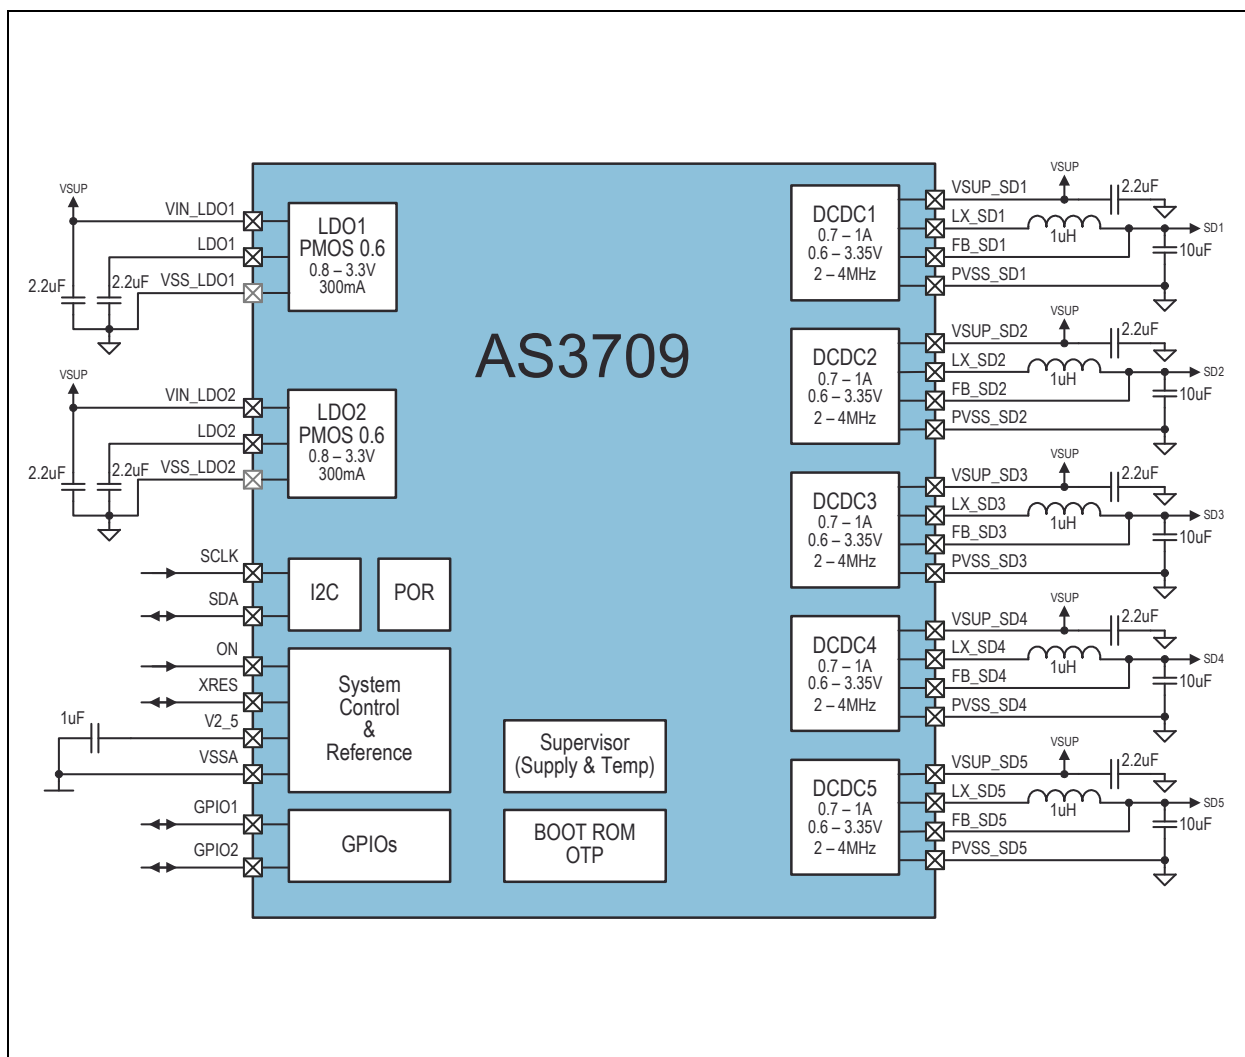 AS3709
VSUP
VIN_LDO1
LDO1
VSS_LDO1
2.2uF
2.2uF
LDO1
PMOS 0.6
0.8 – 3.3V
300mA
VSUP
VIN_LDO2
LDO2
VSS_LDO2
2.2uF
2.2uF
LDO2
PMOS 0.6
0.8 – 3.3V
300mA
SCLK
SDA
I2C
POR
ON
XRES
1uF
V2_5
VSSA
System
Control
&
Reference
GPIO1
GPIO2
GPIOs
Supervisor
(Supply & Temp)
BOOT ROM
OTP
DCDC1
0.7 – 1A
0.6 – 3.35V
2 – 4MHz
VSUP_SD1
LX_SD1
FB_SD1
PVSS_SD1
VSUP
2.2uF
1uH
SD1
10uF
DCDC2
0.7 – 1A
0.6 – 3.35V
2 – 4MHz
VSUP_SD2
LX_SD2
FB_SD2
PVSS_SD2
VSUP
2.2uF
1uH
SD2
10uF
DCDC3
0.7 – 1A
0.6 – 3.35V
2 – 4MHz
VSUP_SD3
LX_SD3
FB_SD3
PVSS_SD3
VSUP
2.2uF
1uH
SD3
10uF
DCDC4
0.7 – 1A
0.6 – 3.35V
2 – 4MHz
VSUP_SD4
LX_SD4
FB_SD4
PVSS_SD4
VSUP
2.2uF
1uH
SD4
10uF
DCDC5
0.7 – 1A
0.6 – 3.35V
2 – 4MHz
VSUP_SD5
LX_SD5
FB_SD5
PVSS_SD5
VSUP
2.2uF
1uH
SD5
10uF